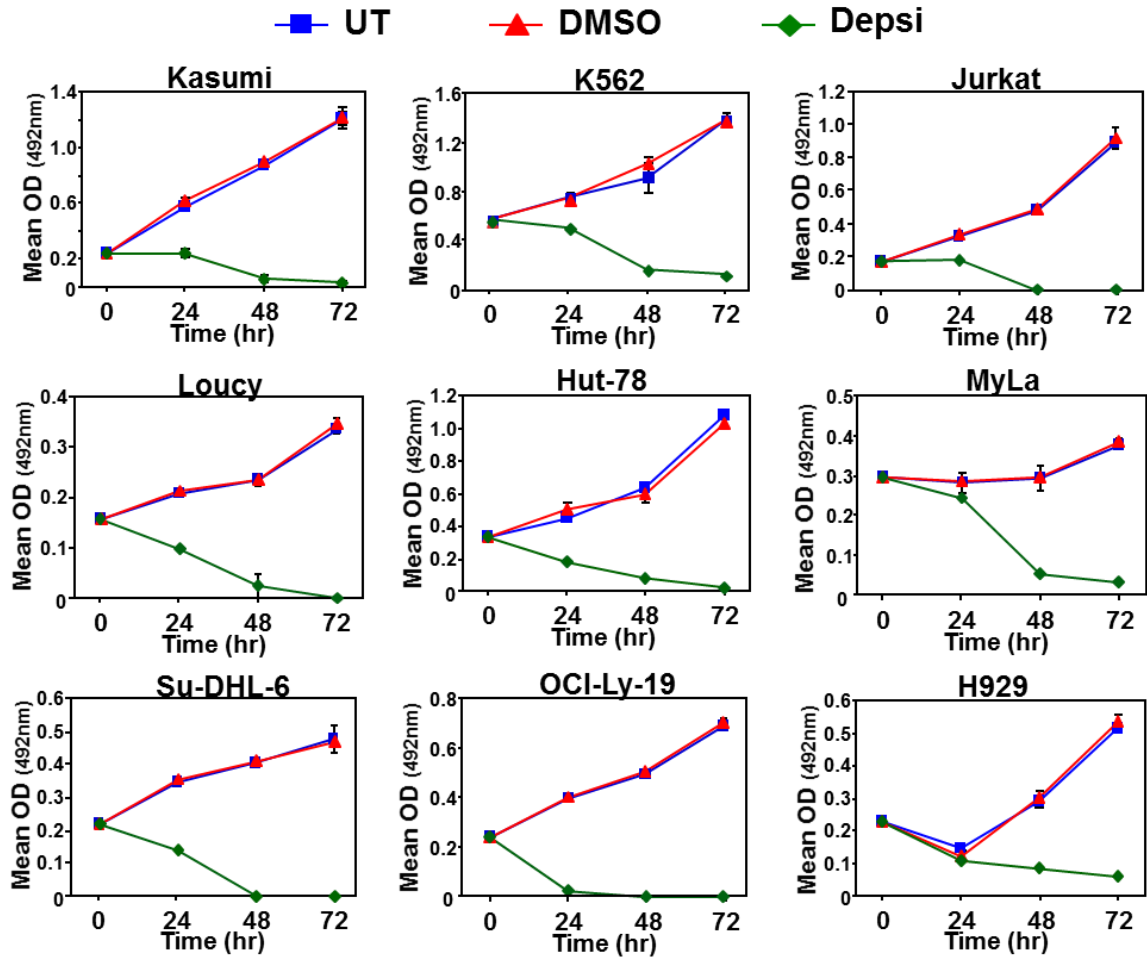 UT DMSO Depsi
Kasumi
Mean OD (492nm)
1.4
1.0
0.6
0.2
0
0 24 48 72
Time (hr)
K562
Mean OD (492nm)
1.6
1.2
0.8
0.4
0
0 24 48 72
Time (hr)
Jurkat
Mean OD (492nm)
1.2
1.0
0.8
0.6
0.4
0.2
0
0 24 48 72
Time (hr)
Loucy
Mean OD (492nm)
0.4
0.3
0.2
0.1
0
0 24 48 72
Time (hr)
Hut-78
Mean OD (492nm)
1.2
1.0
0.8
0.6
0.4
0.2
0
0 24 48 72
Time (hr)
MyLa
Mean OD (492nm)
0.5
0.4
0.3
0.2
0.1
0
0 24 48 72
Time (hr)
Su-DHL-6
Mean OD (492nm)
0.6
0.5
0.4
0.3
0.2
0.1
0
0 24 48 72
Time (hr)
OCI-Ly-19
Mean OD (492nm)
0.8
0.6
0.4
0.2
0
0 24 48 72
Time (hr)
H929
Mean OD (492nm)
0.6
0.5
0.4
0.3
0.2
0.1
0
0 24 48 72
Time (hr)